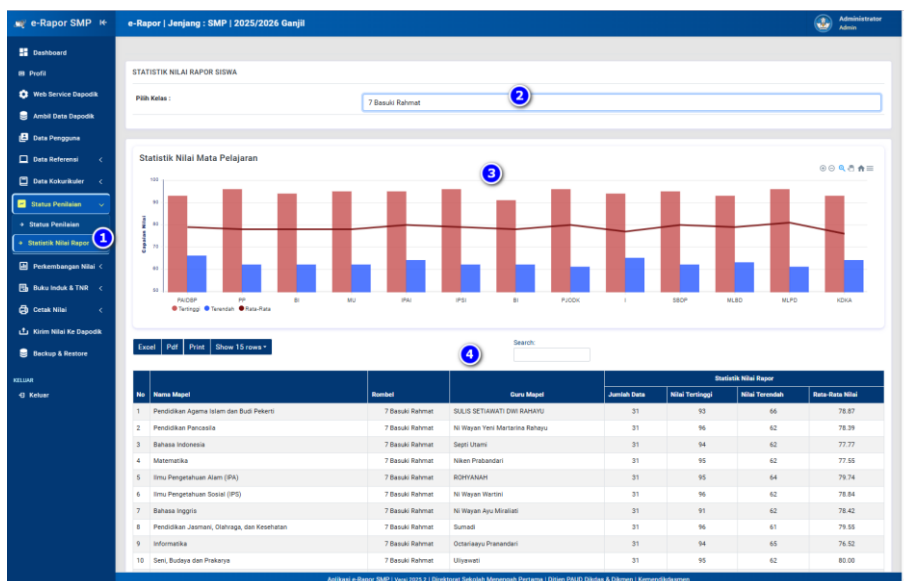 e-Rapor SMP
e-Rapor | Jenjang : SMP | 2025/2026 Ganjil
Administrator
Admin
Dashboard
Profil
Web Service Dapodik
Ambil Data Dapodik
Data Pengguna
Data Referensi
Data Kokurikuler
Status Penilaian
+ Status Penilaian
+ Statistik Nilai Rapor
1
Perkembangan Nilai
Buku Induk & TNR
Cetak Nilai
Kirim Nilai Ke Dapodik
Backup & Restore
KELUAR
Keluar
STATISTIK NILAI RAPOR SISWA
Pilih Kelas :
7 Basuki Rahmat
2
Statistik Nilai Mata Pelajaran
3
Capaian Nilai
100
90
80
70
60
50
PAIDBP PP BI MU IPA( IPS( BI PJODK I SBDP MLBD MLPD KDKA
Tertinggi Terendah Rata-Rata
Excel Pdf Print Show 15 rows
4
Search:
No Nama Mapel Rombel Guru Mapel Statistik Nilai Rapor
Jumlah Data Nilai Tertinggi Nilai Terendah Rata-Rata Nilai
1 Pendidikan Agama Islam dan Budi Pekerti 7 Basuki Rahmat SULIS SETIAWATI DWI RAHAYU 31 93 66 78.87
2 Pendidikan Pancasila 7 Basuki Rahmat Ni Wayan Yeni Martarina Rahayu 31 96 62 78.39
3 Bahasa Indonesia 7 Basuki Rahmat Septi Utami 31 94 62 77.77
4 Matematika 7 Basuki Rahmat Niken Prabandari 31 95 62 77.55
5 Ilmu Pengetahuan Alam (IPA) 7 Basuki Rahmat ROHYANAH 31 95 64 79.74
6 Ilmu Pengetahuan Sosial (IPS) 7 Basuki Rahmat Ni Wayan Wartini 31 96 62 78.84
7 Bahasa Inggris 7 Basuki Rahmat Ni Wayan Ayu Miraliati 31 91 62 78.42
8 Pendidikan Jasmani, Olahraga, dan Kesehatan 7 Basuki Rahmat Sumadi 31 96 61 79.55
9 Informatika 7 Basuki Rahmat Octariaayu Pranandari 31 94 65 76.52
10 Seni, Budaya dan Prakarya 7 Basuki Rahmat Uliyawati 31 95 62 80.00
Aplikasi e-Rapor SMP | Versi 2025.2 | Direktorat Sekolah Menengah Pertama | Ditjen PAUD Dikdas & Dikmen | Kemendikdasmen